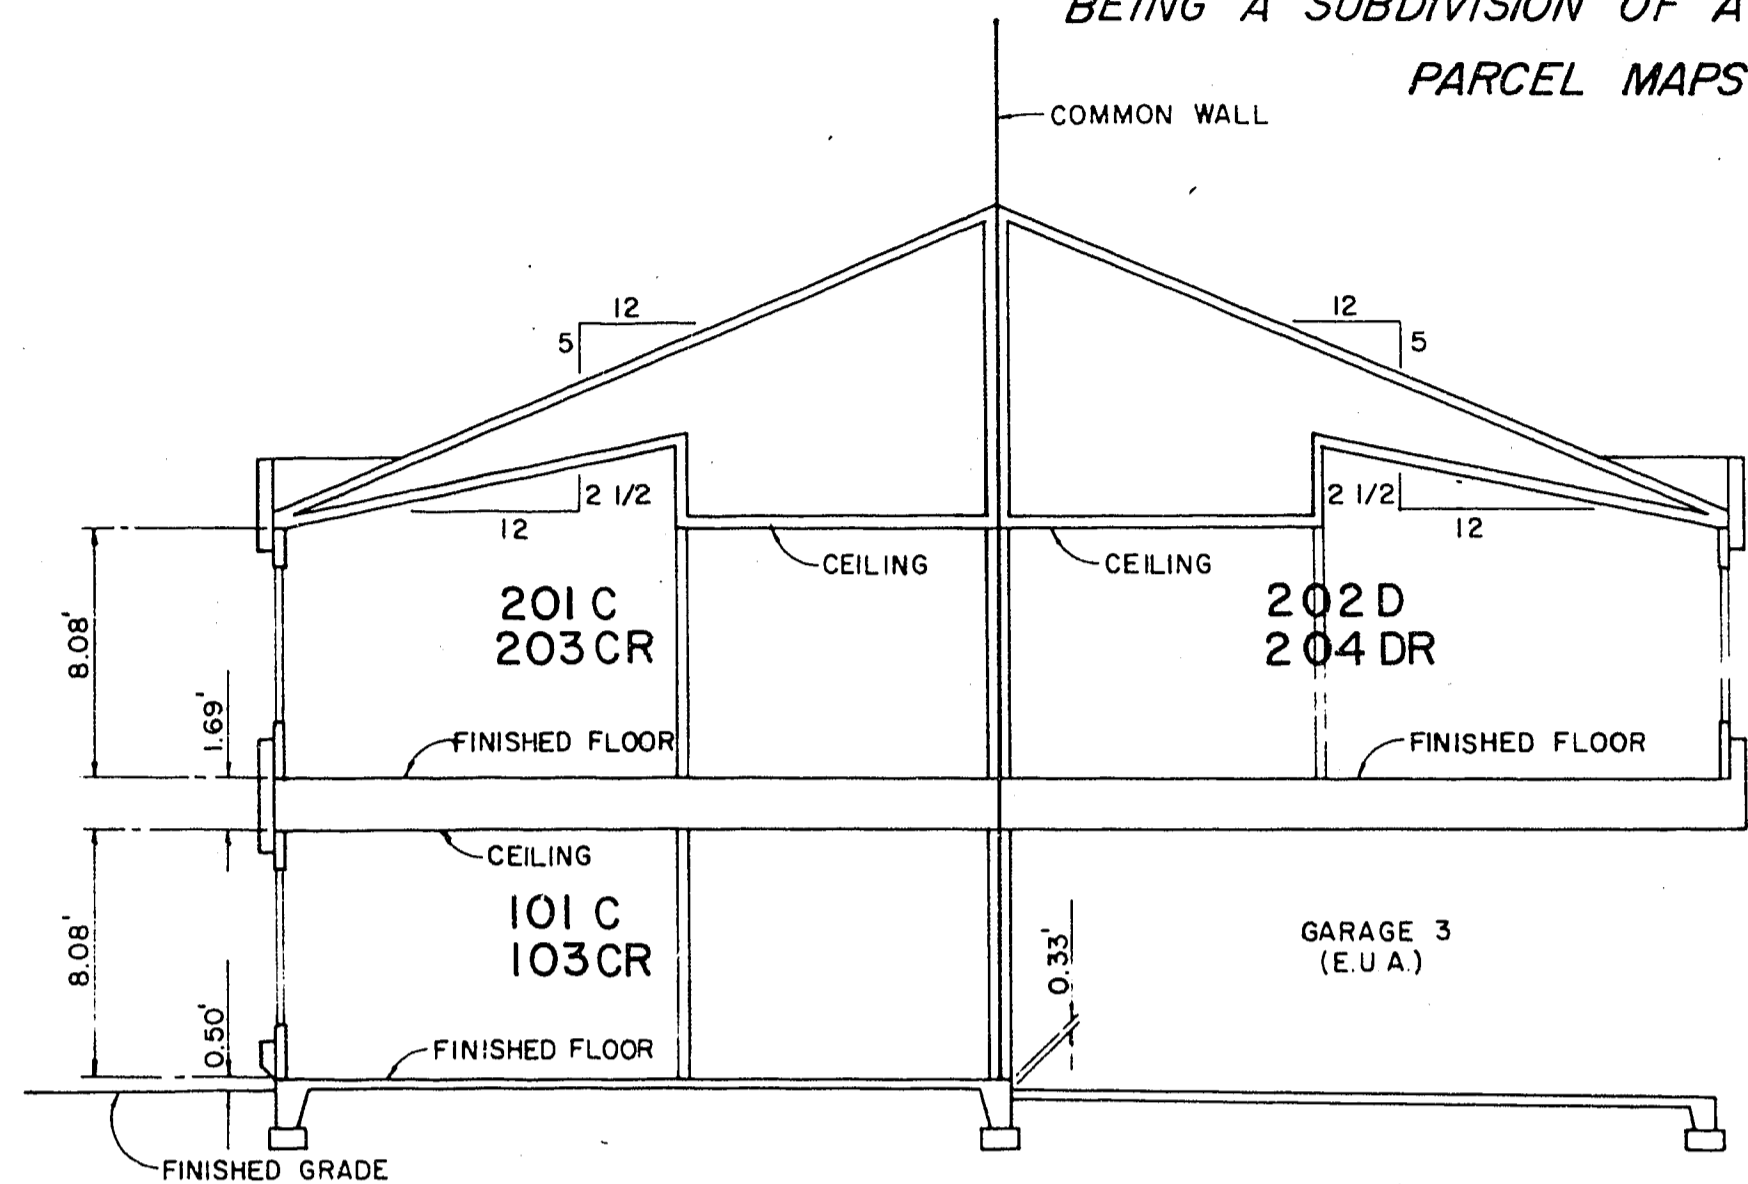 BEING A SUBDIVISION OF A
PARCEL MAPS
COMMON WALL
12
5
12
5
2 1/2
12
2 1/2
12
CEILING
CEILING
201 C
203 CR
202 D
204 DR
8.08'
1.69'
FINISHED FLOOR
FINISHED FLOOR
CEILING
101 C
103 CR
8.08'
0.50'
0.33'
GARAGE 3
(E.U.A.)
FINISHED FLOOR
FINISHED GRADE